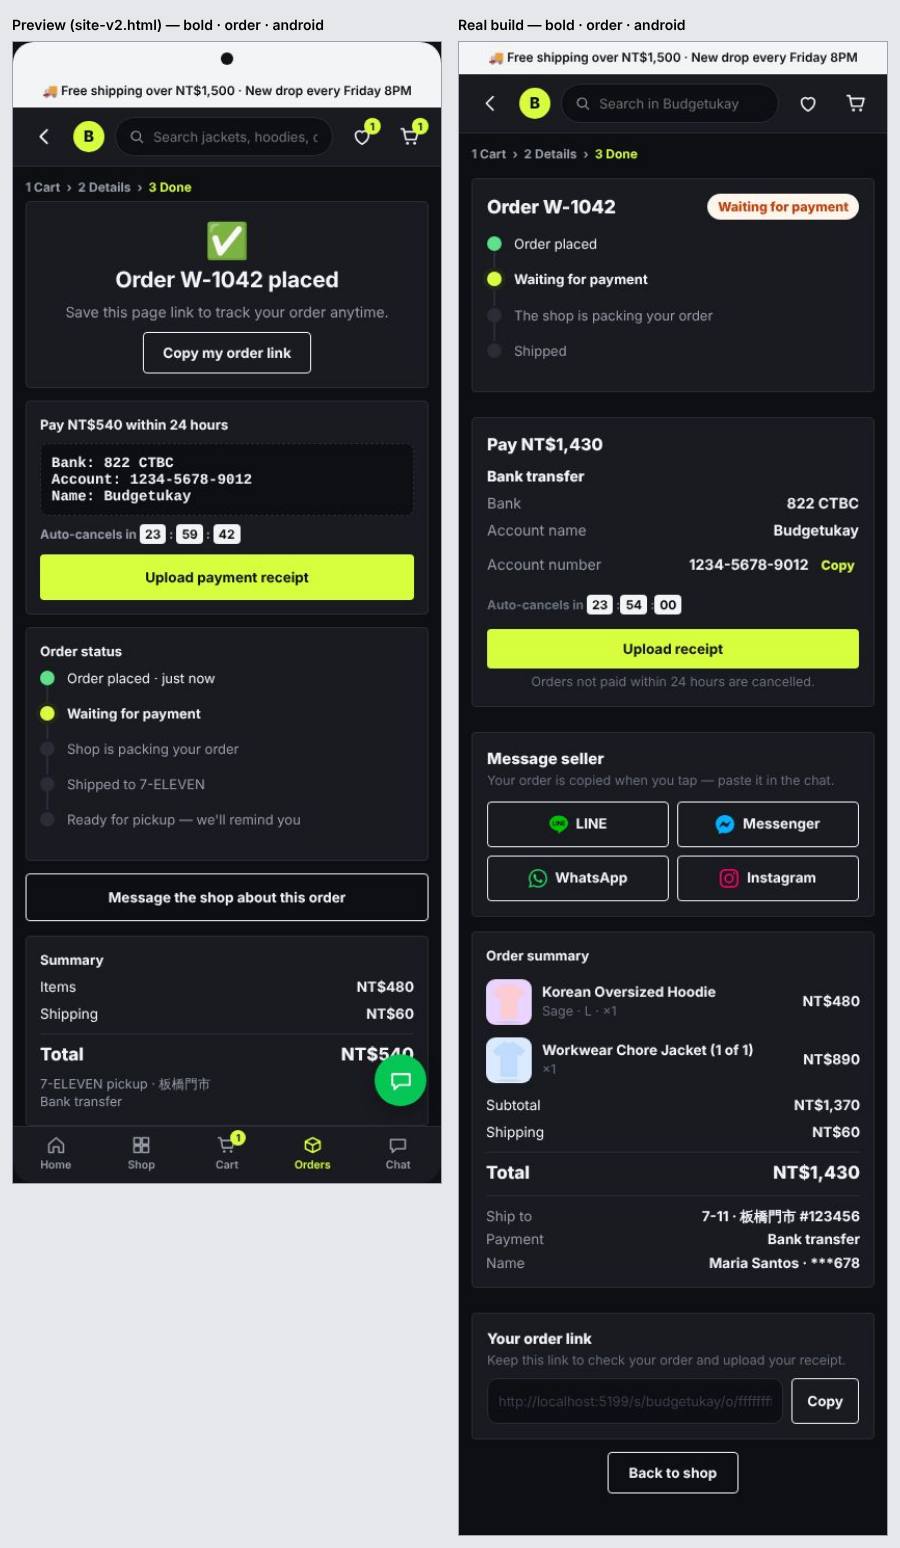 Preview (site-v2.html) — bold · order · android
🚚 Free shipping over NT$1,500 · New drop every Friday 8PM
B
Search jackets, hoodies, c
1
1
1 Cart › 2 Details › 3 Done
Order W-1042 placed
Save this page link to track your order anytime.
Copy my order link
Pay NT$540 within 24 hours
Bank: 822 CTBC
Account: 1234-5678-9012
Name: Budgetukay
Auto-cancels in 23 : 59 : 42
Upload payment receipt
Order status
Order placed · just now
Waiting for payment
Shop is packing your order
Shipped to 7-ELEVEN
Ready for pickup — we'll remind you
Message the shop about this order
Summary
Items NT$480
Shipping NT$60
Total NT$540
7-ELEVEN pickup · 板橋門市
Bank transfer
1
Home Shop Cart Orders Chat
Real build — bold · order · android
🚚 Free shipping over NT$1,500 · New drop every Friday 8PM
B
Search in Budgetukay
1 Cart › 2 Details › 3 Done
Order W-1042 Waiting for payment
Order placed
Waiting for payment
The shop is packing your order
Shipped
Pay NT$1,430
Bank transfer
Bank 822 CTBC
Account name Budgetukay
Account number 1234-5678-9012 Copy
Auto-cancels in 23 : 54 : 00
Upload receipt
Orders not paid within 24 hours are cancelled.
Message seller
Your order is copied when you tap — paste it in the chat.
LINE Messenger
WhatsApp Instagram
Order summary
Korean Oversized Hoodie NT$480
Sage · L · ×1
Workwear Chore Jacket (1 of 1) NT$890
×1
Subtotal NT$1,370
Shipping NT$60
Total NT$1,430
Ship to 7-11 · 板橋門市 #123456
Payment Bank transfer
Name Maria Santos · ***678
Your order link
Keep this link to check your order and upload your receipt.
http://localhost:5199/s/budgetukay/o/fffffff
Copy
Back to shop